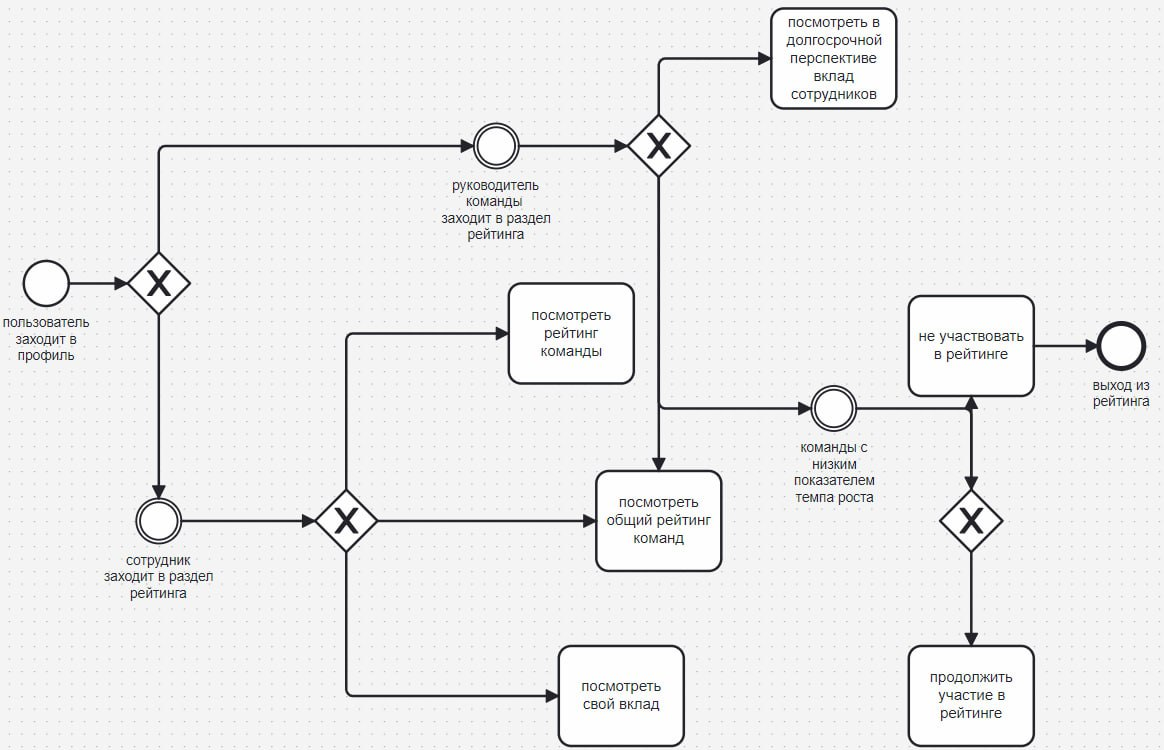 посмотреть в
долгосрочной
перспективе
вклад
сотрудников
X
руководитель
команды
заходит в раздел
рейтинга
X
пользователь
заходит в
профиль
посмотреть
рейтинг
команды
не участвовать
в рейтинге
выход из
рейтинга
команды с
низким
показателем
темпа роста
посмотреть
общий рейтинг
команд
X
X
сотрудник
заходит в раздел
рейтинга
посмотреть
свой вклад
продолжить
участие в
рейтинге